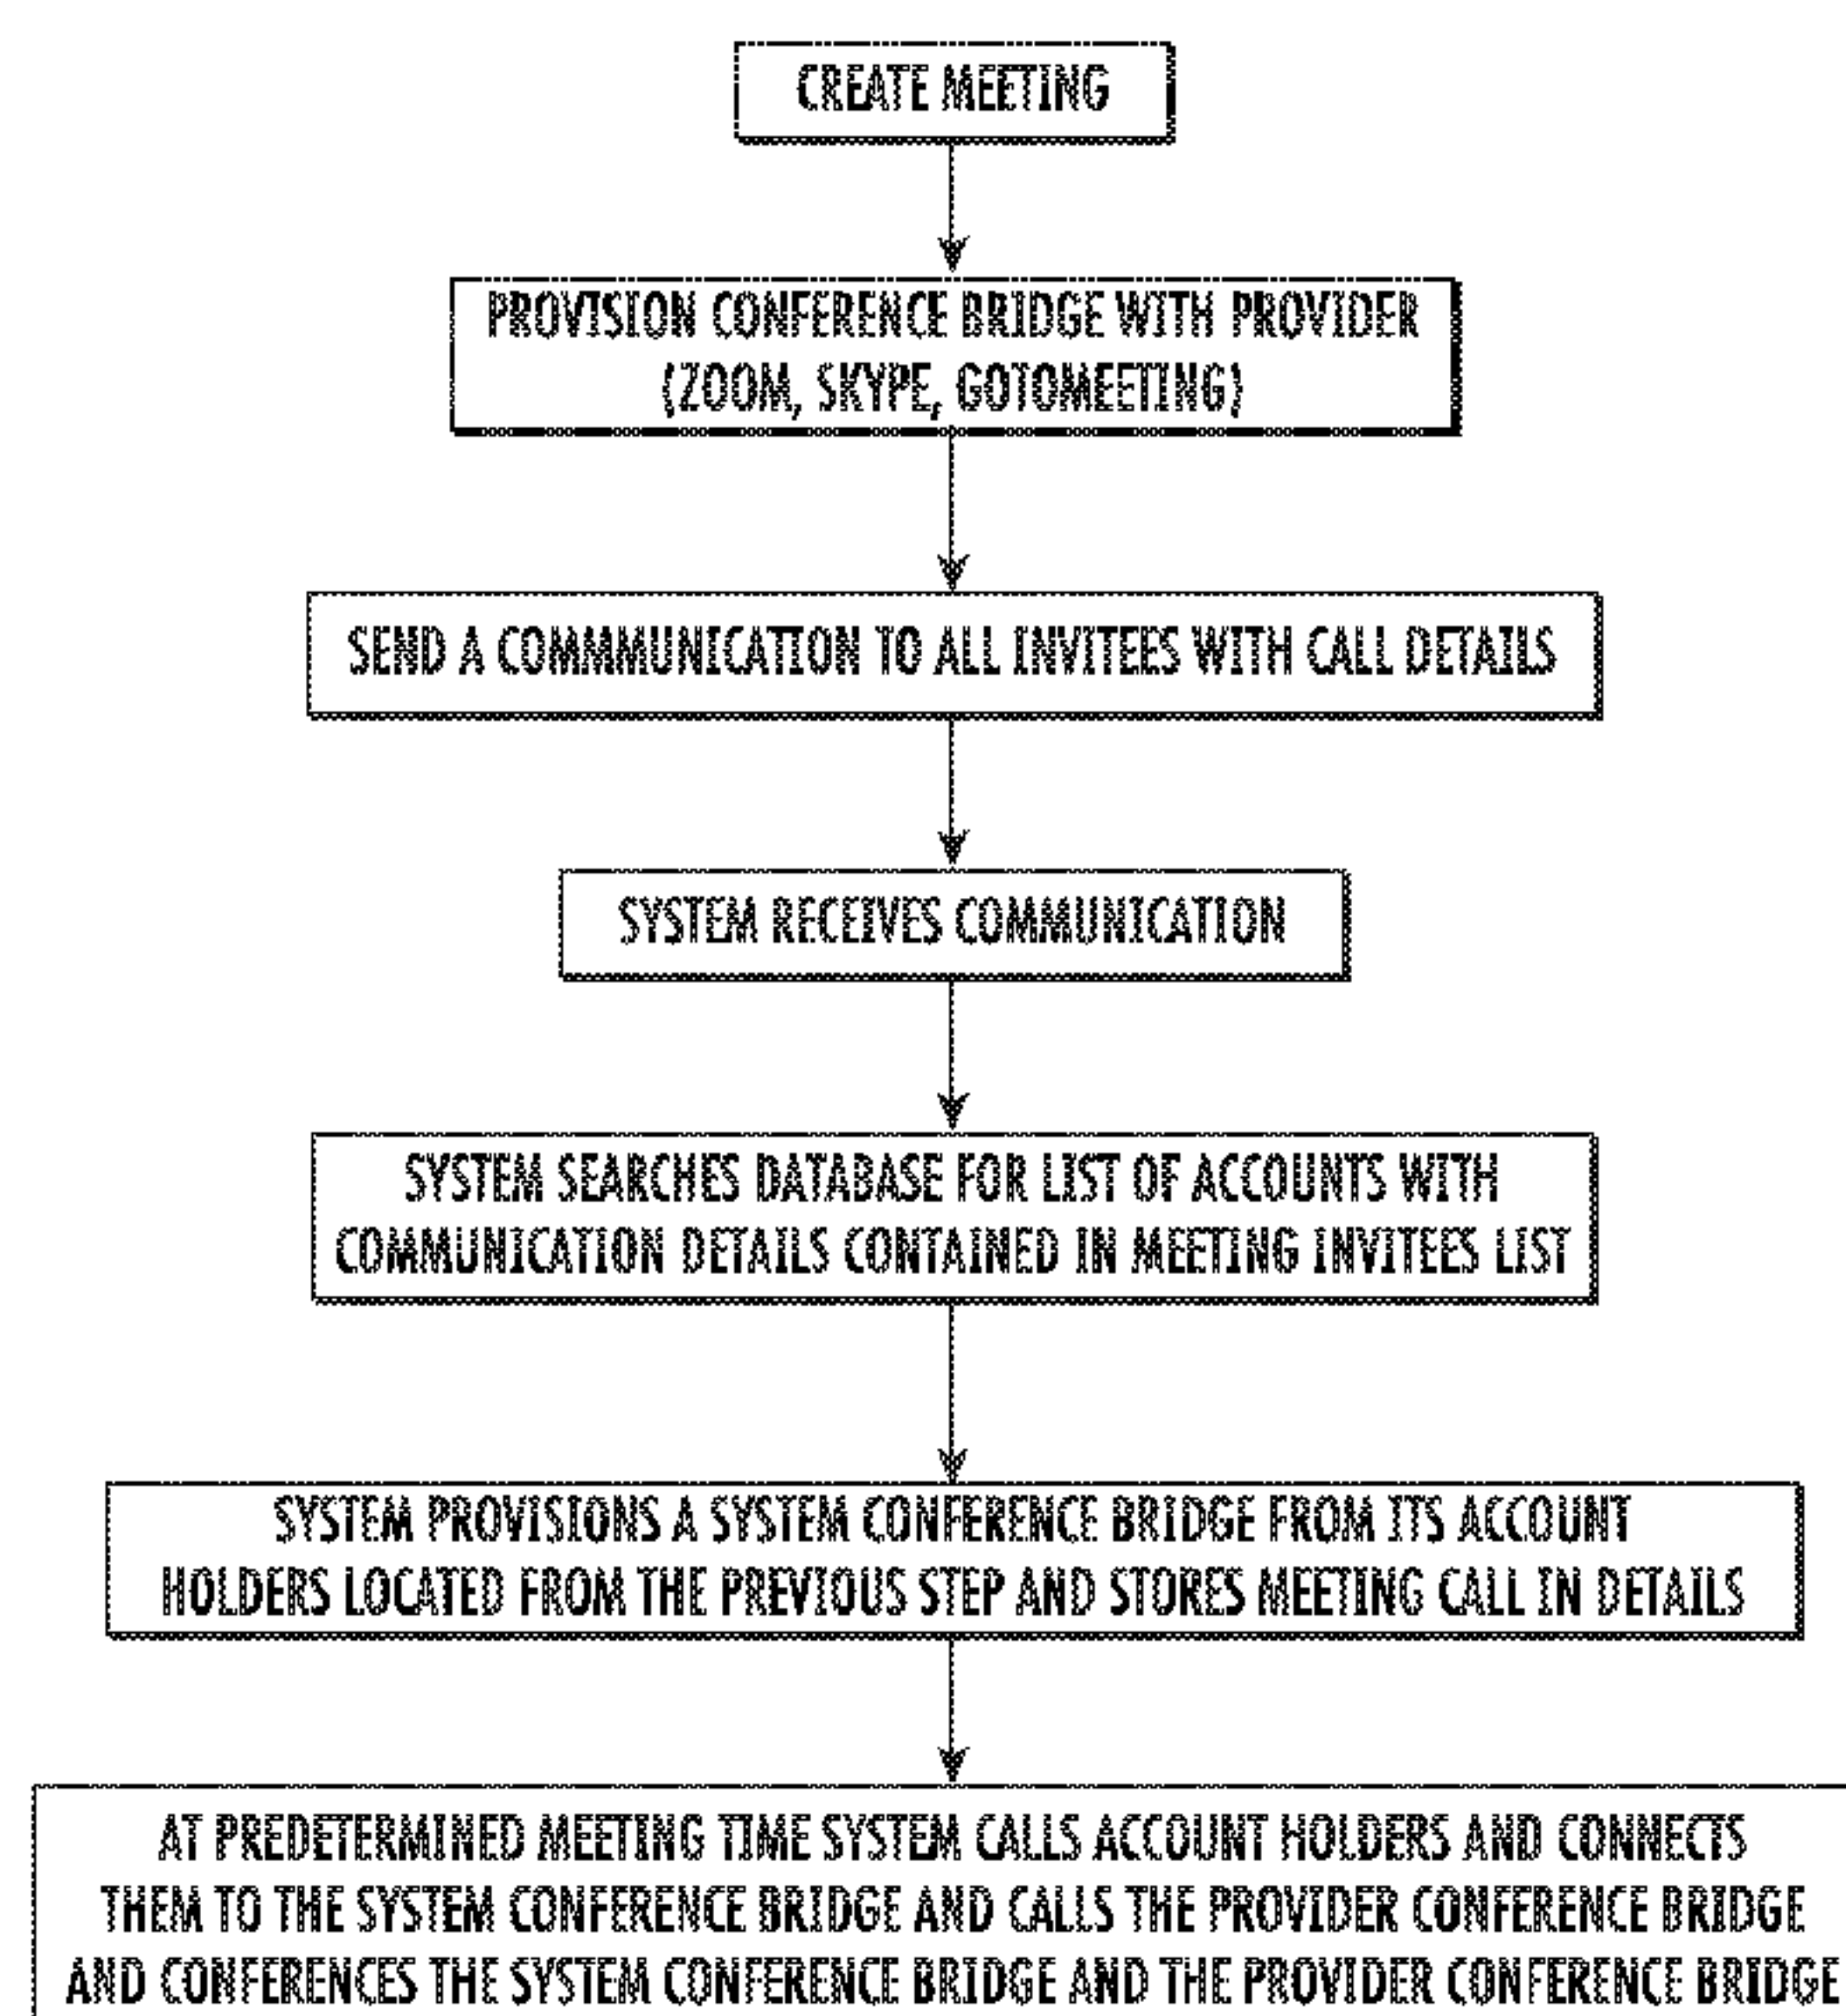 CREATE MEETING
PROVISION CONFERENCE BRIDGE WITH PROVIDER
(ZOOM, SKYPE, GOTOMEETING)
SEND A COMMMUNICATION TO ALL INVITEES WITH CALL DETAILS
SYSTEM RECEIVES COMMUNICATION
SYSTEM SEARCHES DATABASE FOR LIST OF ACCOUNTS WITH
COMMUNICATION DETAILS CONTAINED IN MEETING INVITEES LIST
SYSTEM PROVISIONS A SYSTEM CONFERENCE BRIDGE FROM ITS ACCOUNT
HOLDERS LOCATED FROM THE PREVIOUS STEP AND STORES MEETING CALL IN DETAILS
AT PREDETERMINED MEETING TIME SYSTEM CALLS ACCOUNT HOLDERS AND CONNECTS
THEM TO THE SYSTEM CONFERENCE BRIDGE AND CALLS THE PROVIDER CONFERENCE BRIDGE
AND CONFERENCES THE SYSTEM CONFERENCE BRIDGE AND THE PROVIDER CONFERENCE BRIDGE